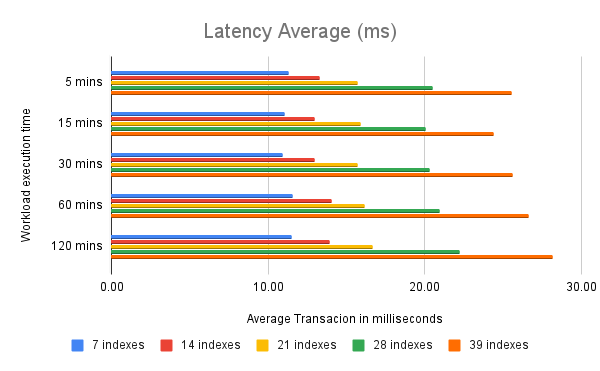 Latency Average (ms)
Workload execution time
5 mins
15 mins
30 mins
60 mins
120 mins
0.00 10.00 20.00 30.00
Average Transacion in milliseconds
7 indexes 14 indexes 21 indexes 28 indexes 39 indexes